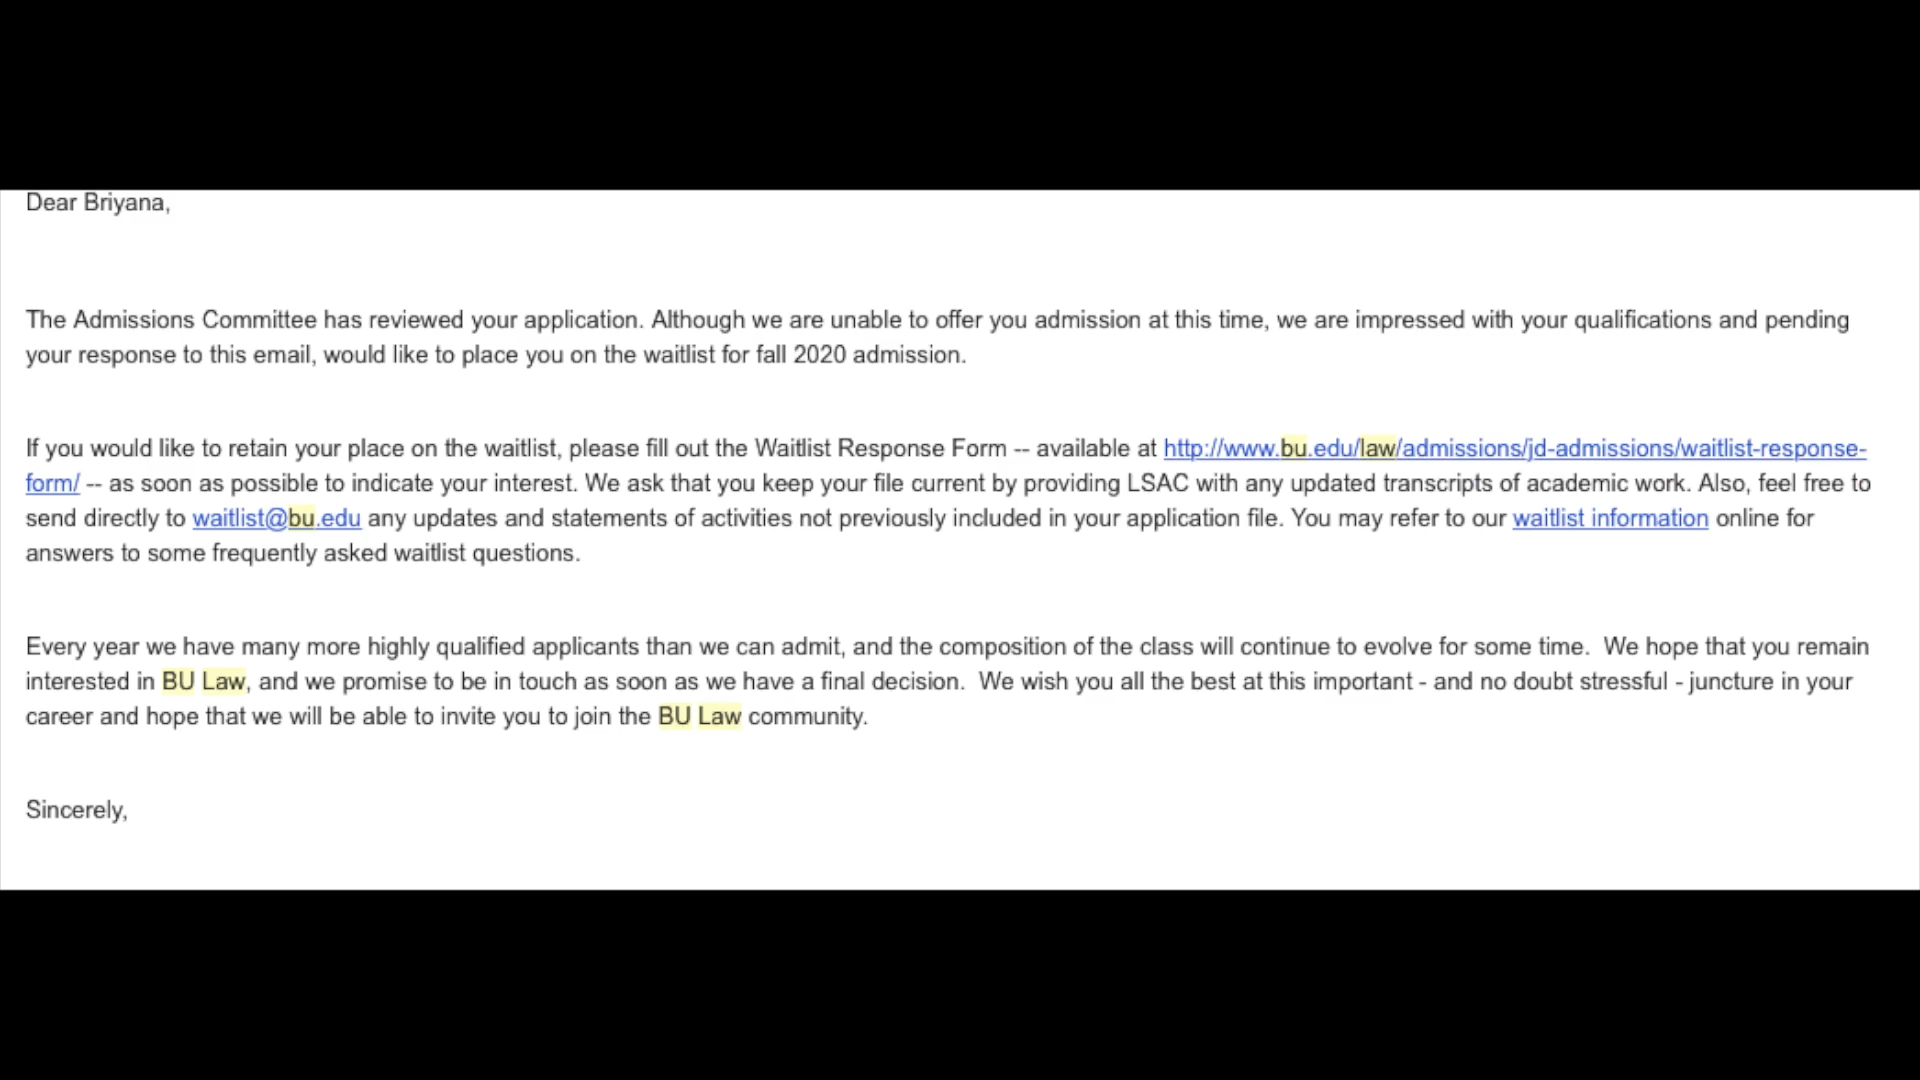 Dear Briyana,
The Admissions Committee has reviewed your application. Although we are unable to offer you admission at this time, we are impressed with your qualifications and pending
your response to this email, would like to place you on the waitlist for fall 2020 admission.
If you would like to retain your place on the waitlist, please fill out the Waitlist Response Form -- available at http://www.bu.edu/law/admissions/jd-admissions/waitlist-response-
form/ -- as soon as possible to indicate your interest. We ask that you keep your file current by providing LSAC with any updated transcripts of academic work. Also, feel free to
send directly to waitlist@bu.edu any updates and statements of activities not previously included in your application file. You may refer to our waitlist information online for
answers to some frequently asked waitlist questions.
Every year we have many more highly qualified applicants than we can admit, and the composition of the class will continue to evolve for some time.  We hope that you remain
interested in BU Law, and we promise to be in touch as soon as we have a final decision.  We wish you all the best at this important - and no doubt stressful - juncture in your
career and hope that we will be able to invite you to join the BU Law community.
Sincerely,